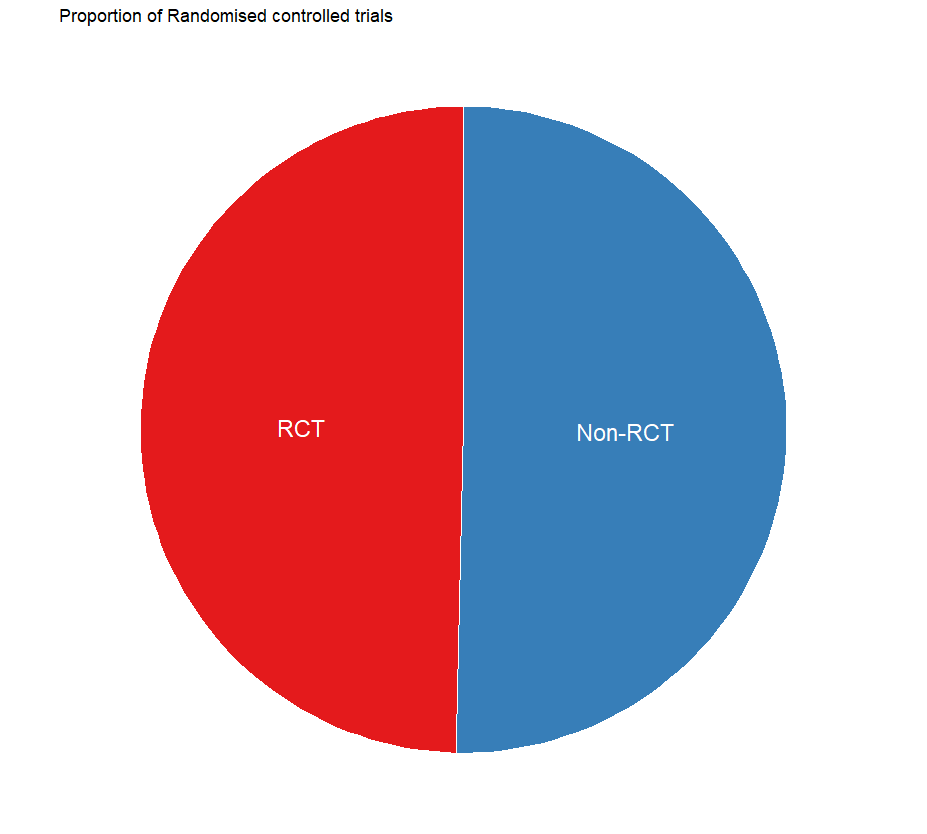 Proportion of Randomised controlled trials
RCT
Non-RCT